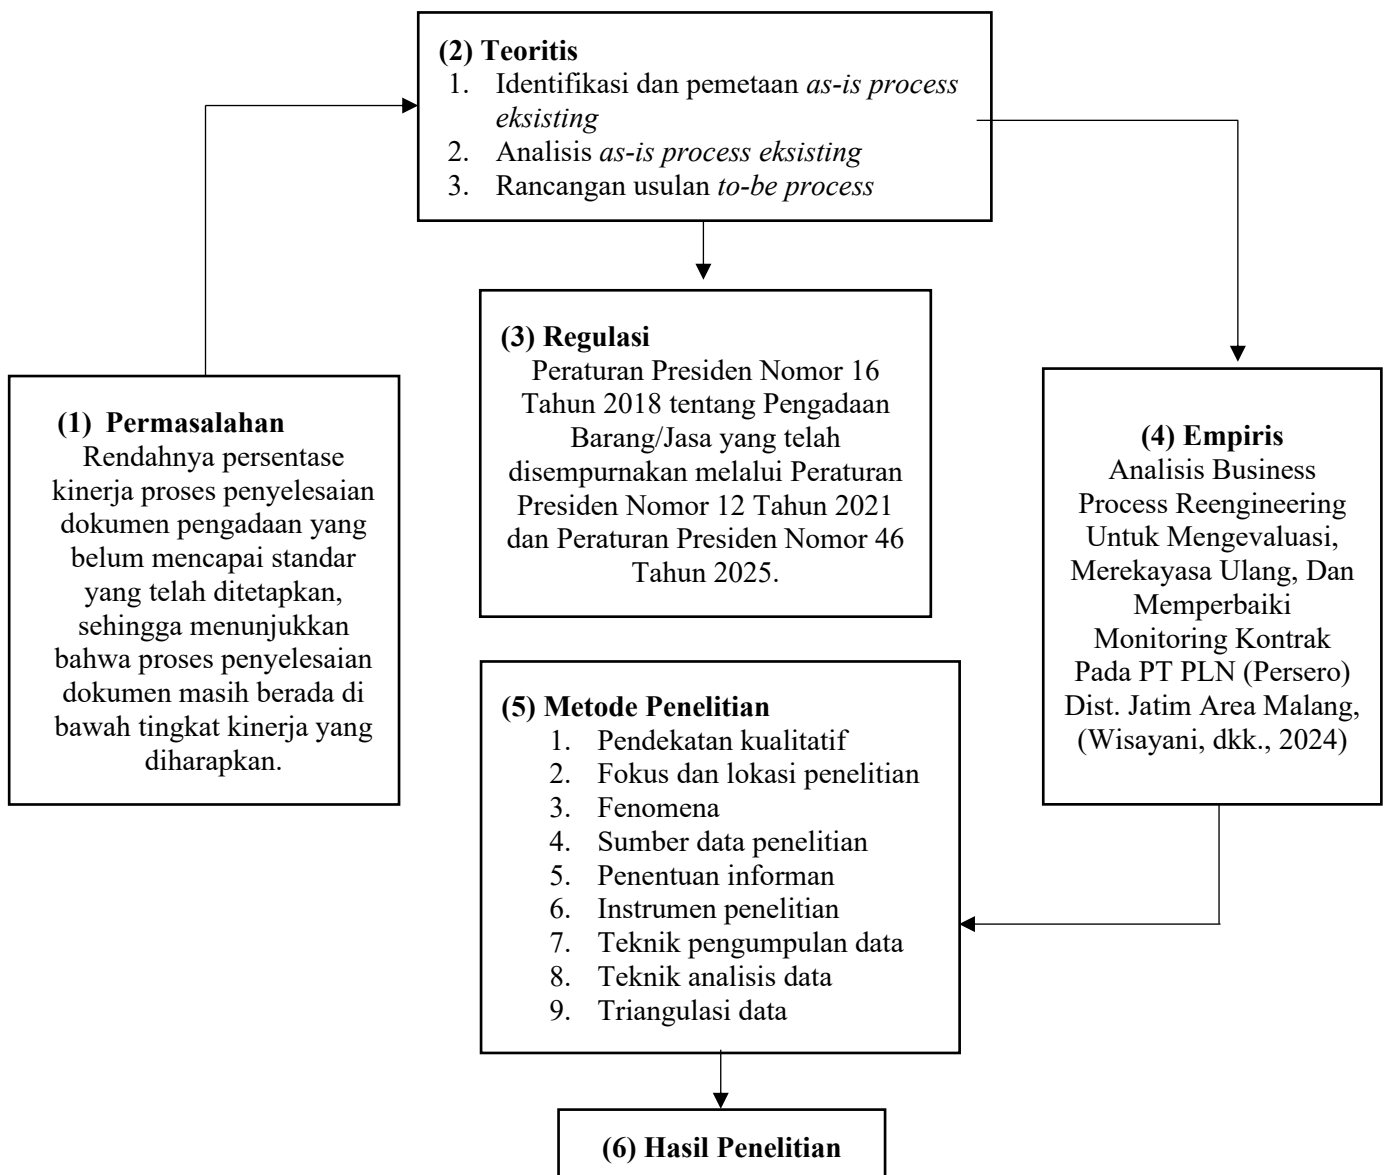 (2) Teoritis
1. Identifikasi dan pemetaan as-is process
eksisting
2. Analisis as-is process eksisting
3. Rancangan usulan to-be process
(3) Regulasi
Peraturan Presiden Nomor 16
Tahun 2018 tentang Pengadaan
Barang/Jasa yang telah
disempurnakan melalui Peraturan
Presiden Nomor 12 Tahun 2021
dan Peraturan Presiden Nomor 46
Tahun 2025.
(1) Permasalahan
Rendahnya persentase
kinerja proses penyelesaian
dokumen pengadaan yang
belum mencapai standar
yang telah ditetapkan,
sehingga menunjukkan
bahwa proses penyelesaian
dokumen masih berada di
bawah tingkat kinerja yang
diharapkan.
(4) Empiris
Analisis Business
Process Reengineering
Untuk Mengevaluasi,
Merekayasa Ulang, Dan
Memperbaiki
Monitoring Kontrak
Pada PT PLN (Persero)
Dist. Jatim Area Malang,
(Wisayani, dkk., 2024)
(5) Metode Penelitian
1. Pendekatan kualitatif
2. Fokus dan lokasi penelitian
3. Fenomena
4. Sumber data penelitian
5. Penentuan informan
6. Instrumen penelitian
7. Teknik pengumpulan data
8. Teknik analisis data
9. Triangulasi data
(6) Hasil Penelitian